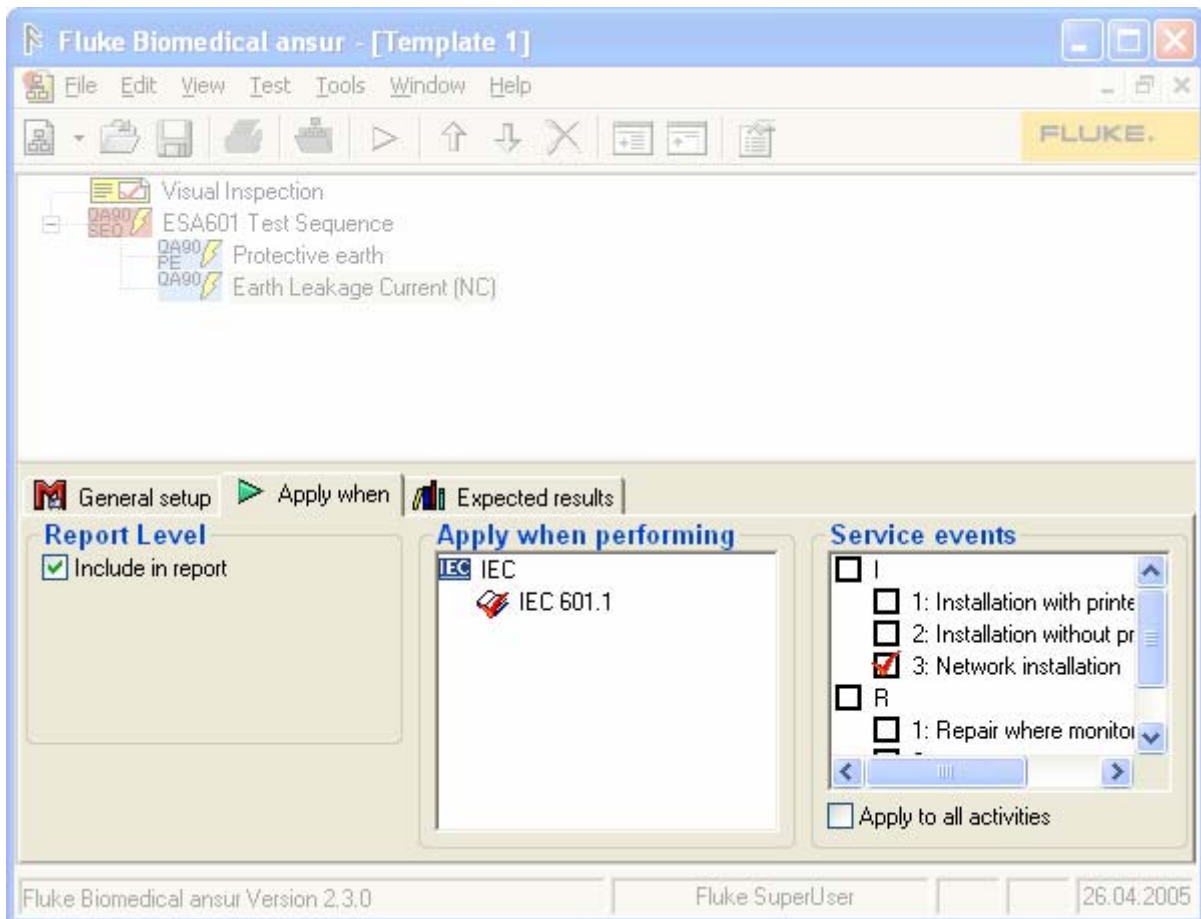 Fluke Biomedical ansur - [Template 1]
File Edit View Test Tools Window Help
FLUKE.
Visual Inspection
QA90 SEQ ESA601 Test Sequence
QA90 PE Protective earth
QA90 Earth Leakage Current (NC)
General setup Apply when Expected results
Report Level
Include in report
Apply when performing
IEC IEC
IEC 601.1
Service events
I
1: Installation with printe
2: Installation without pr
3: Network installation
R
1: Repair where monitor
Apply to all activities
Fluke Biomedical ansur Version 2.3.0 Fluke SuperUser 26.04.2005